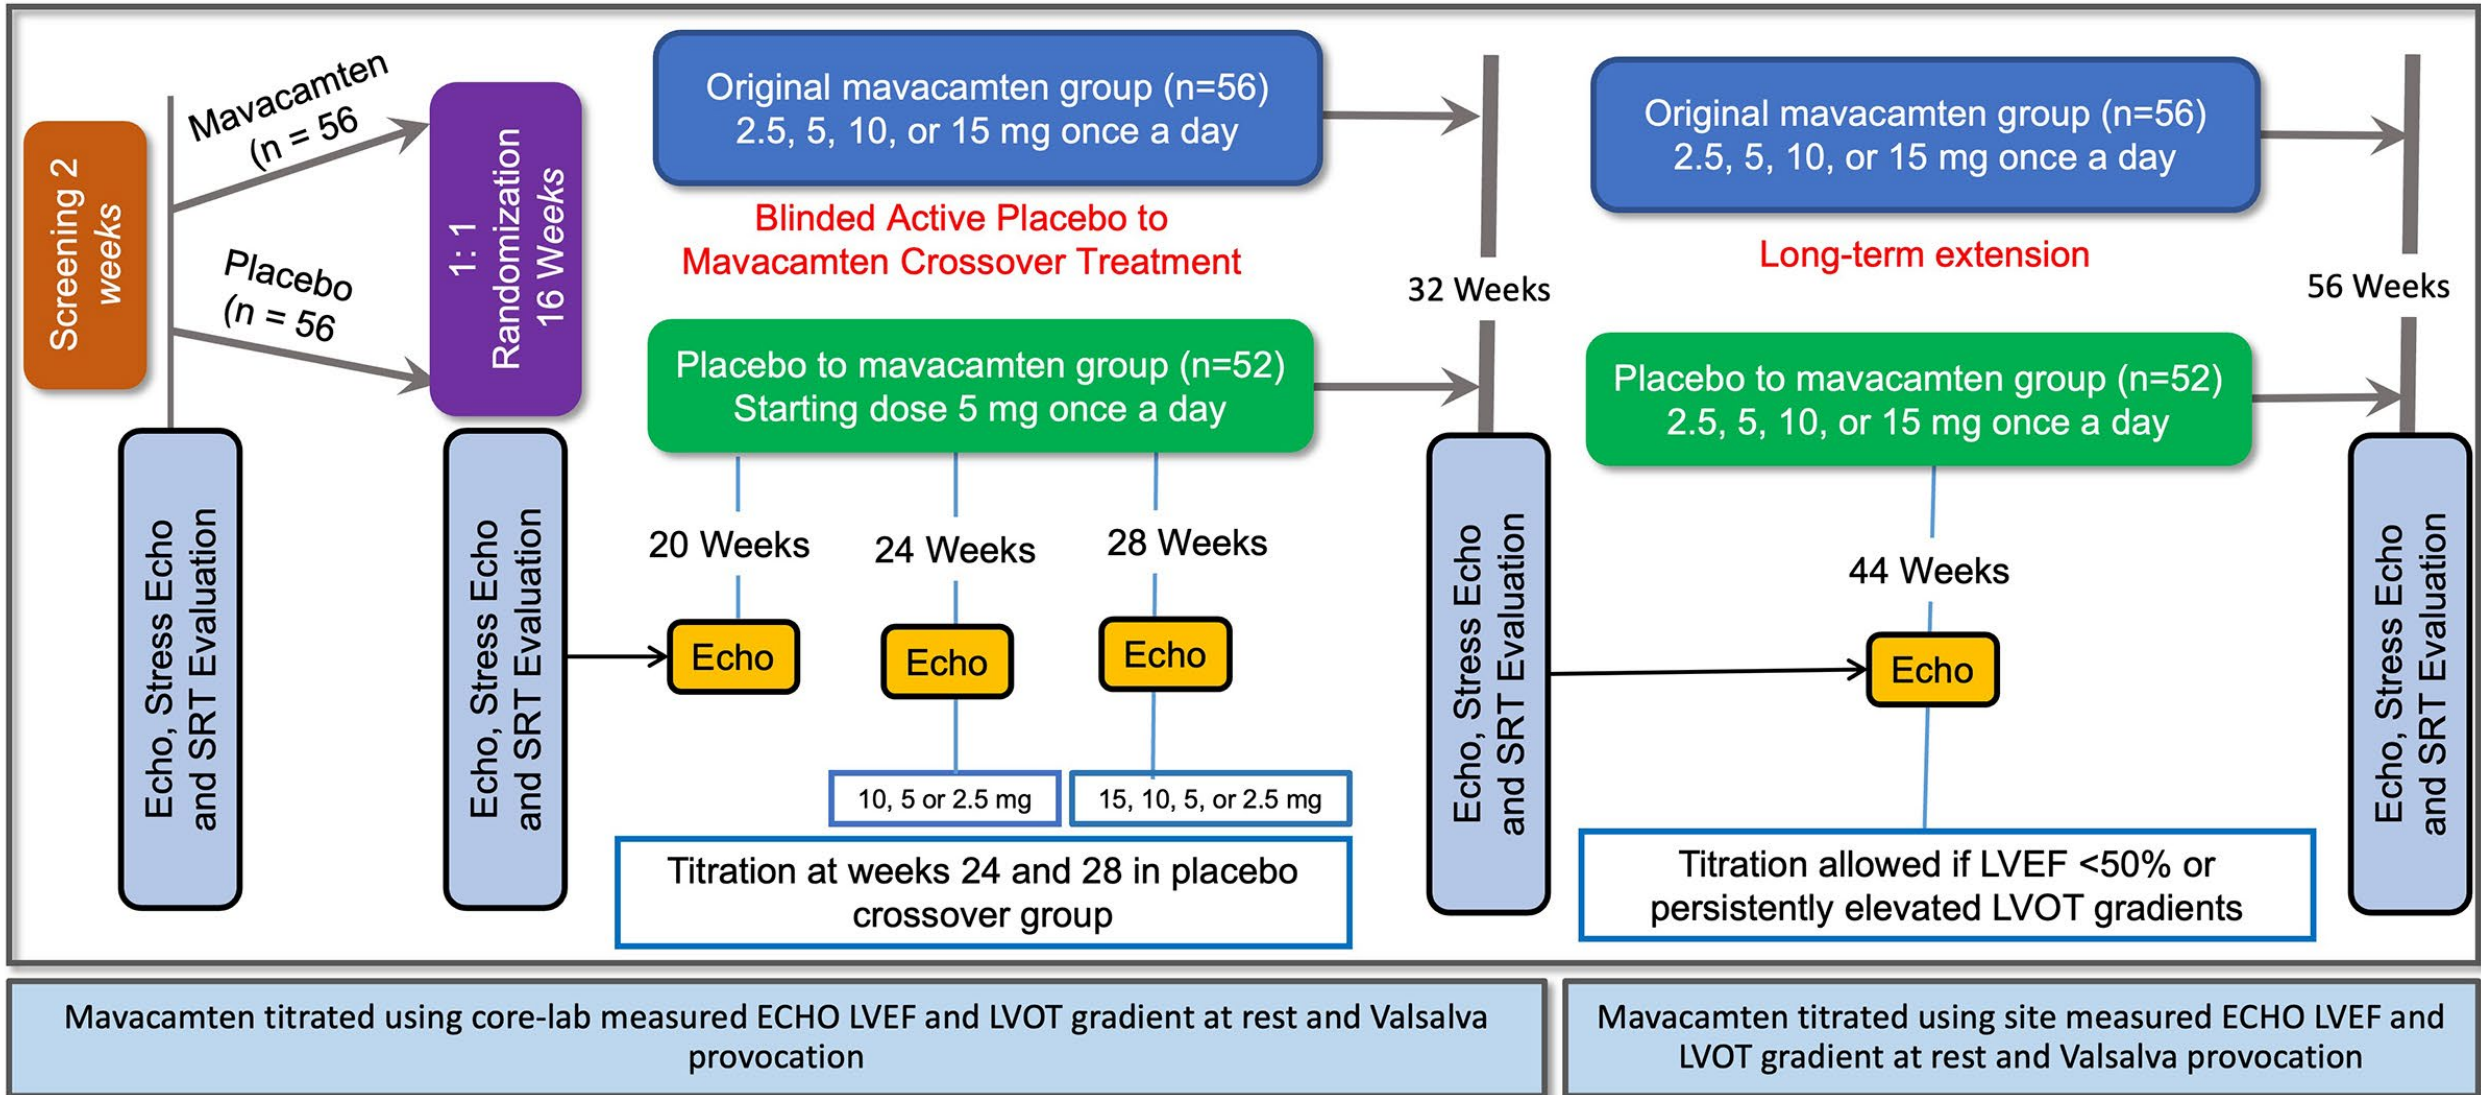 Screening 2
weeks
Mavacamten
(n = 56
Placebo
(n = 56
1: 1
Randomization
16 Weeks
Original mavacamten group (n=56)
2.5, 5, 10, or 15 mg once a day
Blinded Active Placebo to
Mavacamten Crossover Treatment
Placebo to mavacamten group (n=52)
Starting dose 5 mg once a day
32 Weeks
Original mavacamten group (n=56)
2.5, 5, 10, or 15 mg once a day
Long-term extension
Placebo to mavacamten group (n=52)
2.5, 5, 10, or 15 mg once a day
56 Weeks
Echo, Stress Echo
and SRT Evaluation
Echo, Stress Echo
and SRT Evaluation
20 Weeks
24 Weeks
28 Weeks
Echo
Echo
Echo
10, 5 or 2.5 mg
15, 10, 5, or 2.5 mg
Titration at weeks 24 and 28 in placebo
crossover group
Echo, Stress Echo
and SRT Evaluation
44 Weeks
Echo
Titration allowed if LVEF <50% or
persistently elevated LVOT gradients
Echo, Stress Echo
and SRT Evaluation
Mavacamten titrated using core-lab measured ECHO LVEF and LVOT gradient at rest and Valsalva
provocation
Mavacamten titrated using site measured ECHO LVEF and
LVOT gradient at rest and Valsalva provocation